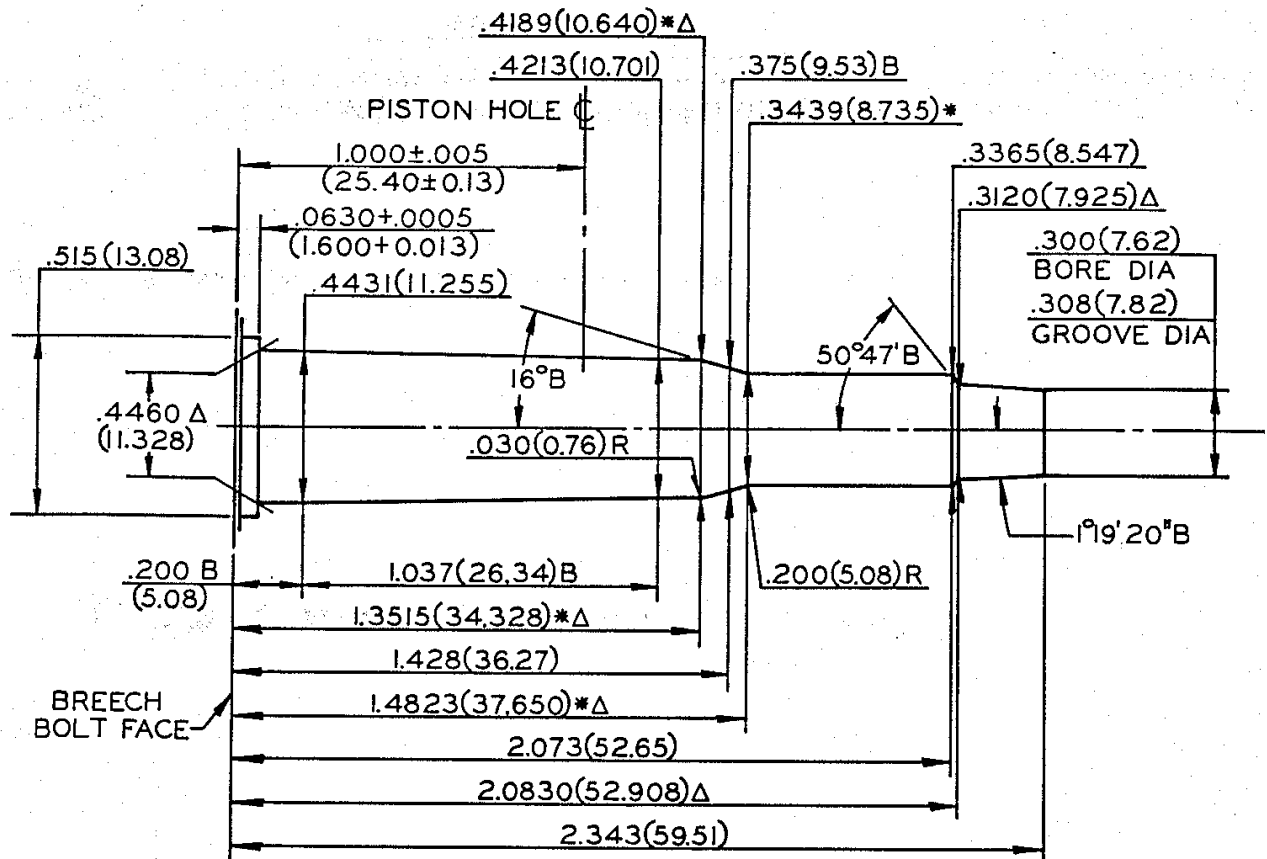 .4189(10.640)*Δ
.4213(10.701)
.375(9.53)B
PISTON HOLE ℄
.3439(8.735)*
1.000±.005
(25.40±0.13)
.3365(8.547)
.3120(7.925)Δ
.0630+.0005
(1.600+0.013)
.515(13.08)
.300(7.62)
BORE DIA
.4431(11.255)
.308(7.82)
GROOVE DIA
16°B
50°47'B
.4460 Δ
(11.328)
.030(0.76)R
1°19'20"B
.200 B
(5.08)
1.037(26,34)B
.200(5.08)R
1.3515(34,328)*Δ
1.428(36.27)
BREECH
BOLT FACE
1.4823(37,650)*Δ
2.073(52.65)
2.0830(52.908)Δ
2.343(59.51)